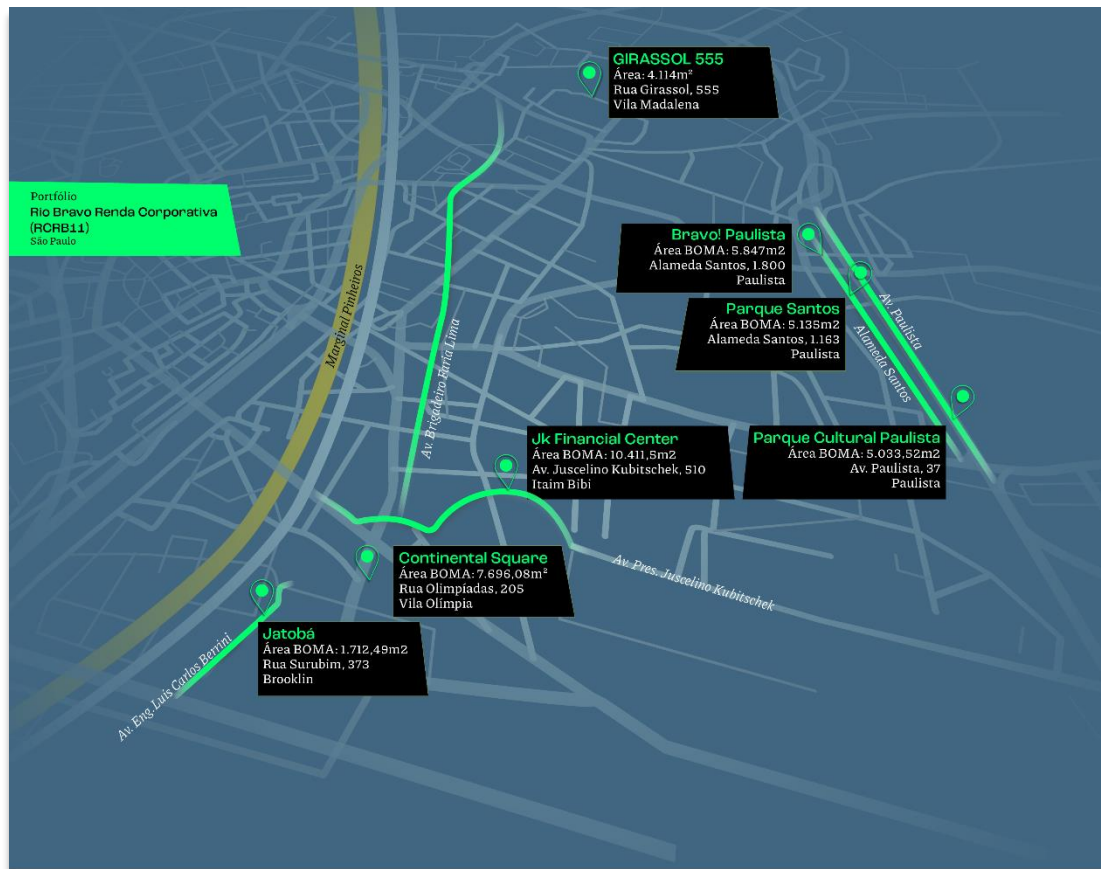 GIRASSOL 555
Área: 4.114m²
Rua Girassol, 555
Vila Madalena
Portfólio
Rio Bravo Renda Corporativa
(RCRB11)
São Paulo
Bravo! Paulista
Área BOMA: 5.847m2
Alameda Santos, 1.800
Paulista
Parque Santos
Área BOMA: 5.135m2
Alameda Santos, 1.163
Paulista
Av. Paulista
Alameda Santos
Marginal Pinheiros
Av. Brigadeiro Faria Lima
Jk Financial Center
Área BOMA: 10.411,5m2
Av. Juscelino Kubitschek, 510
Itaim Bibi
Parque Cultural Paulista
Área BOMA: 5.033,52m2
Av. Paulista, 37
Paulista
Continental Square
Área BOMA: 7.696,08m²
Rua Olimpíadas, 205
Vila Olímpia
Av. Pres. Juscelino Kubitschek
Jatobá
Área BOMA: 1.712,49m2
Rua Surubim, 373
Brooklin
Av. Eng. Luis Carlos Berrini